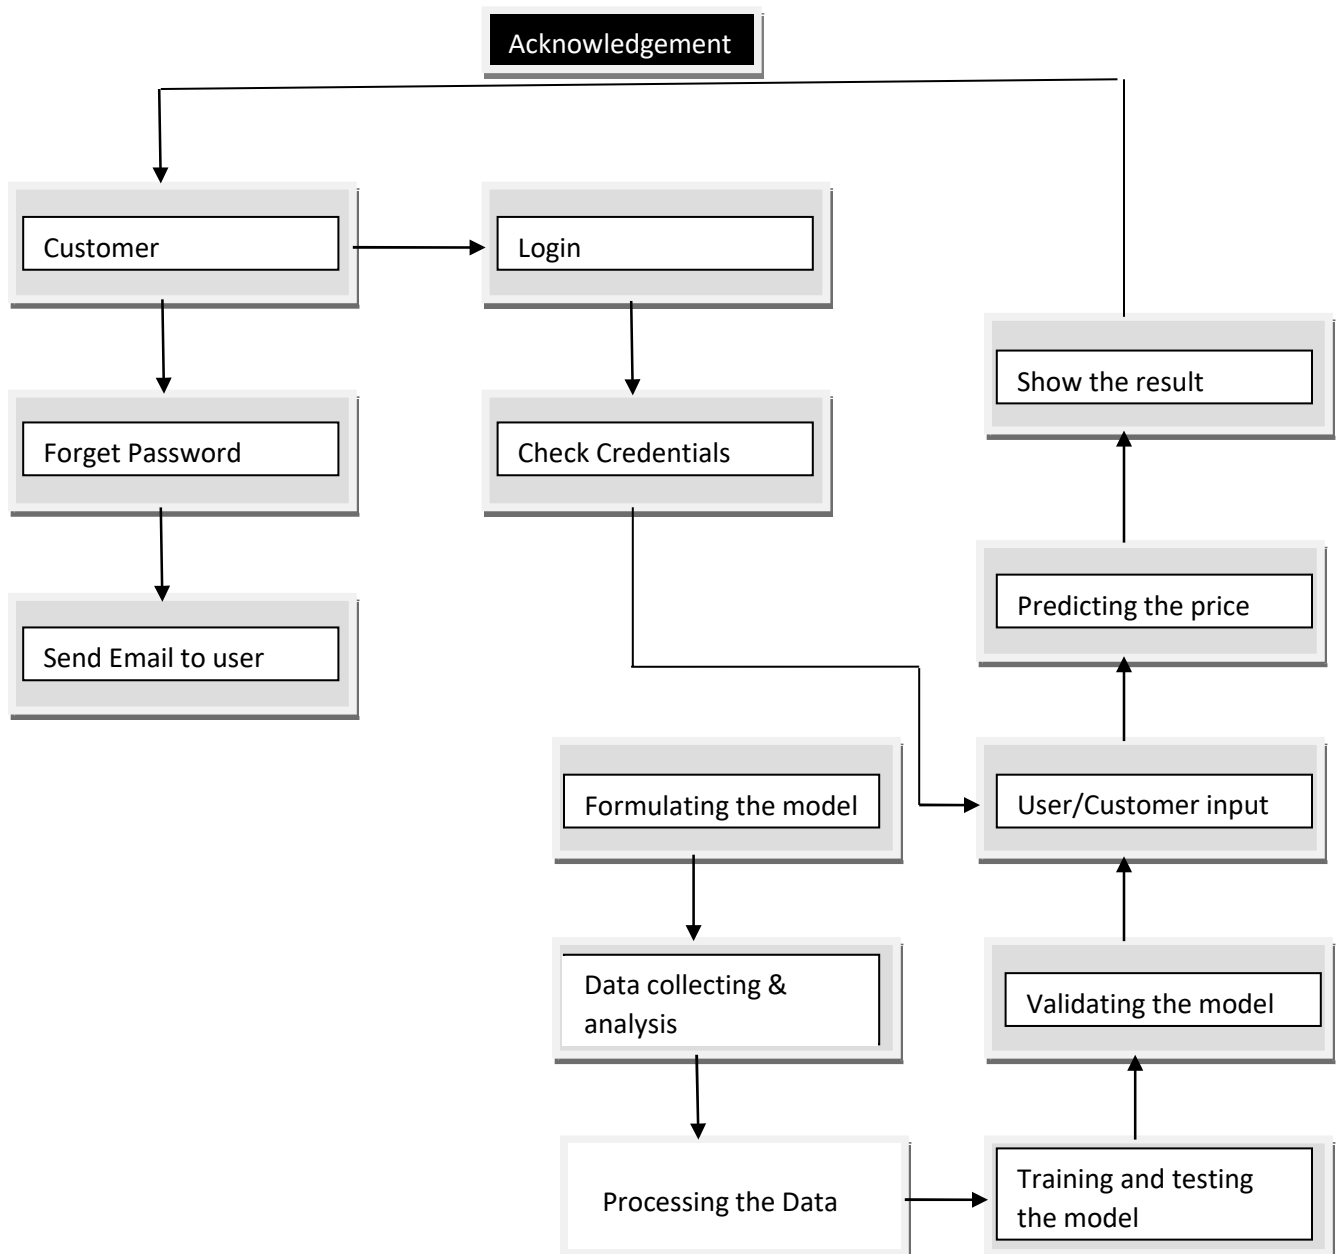 Acknowledgement
Customer
Login
Show the result
Forget Password
Check Credentials
Predicting the price
Send Email to user
Formulating the model
User/Customer input
Data collecting &
analysis
Validating the model
Processing the Data
Training and testing
the model